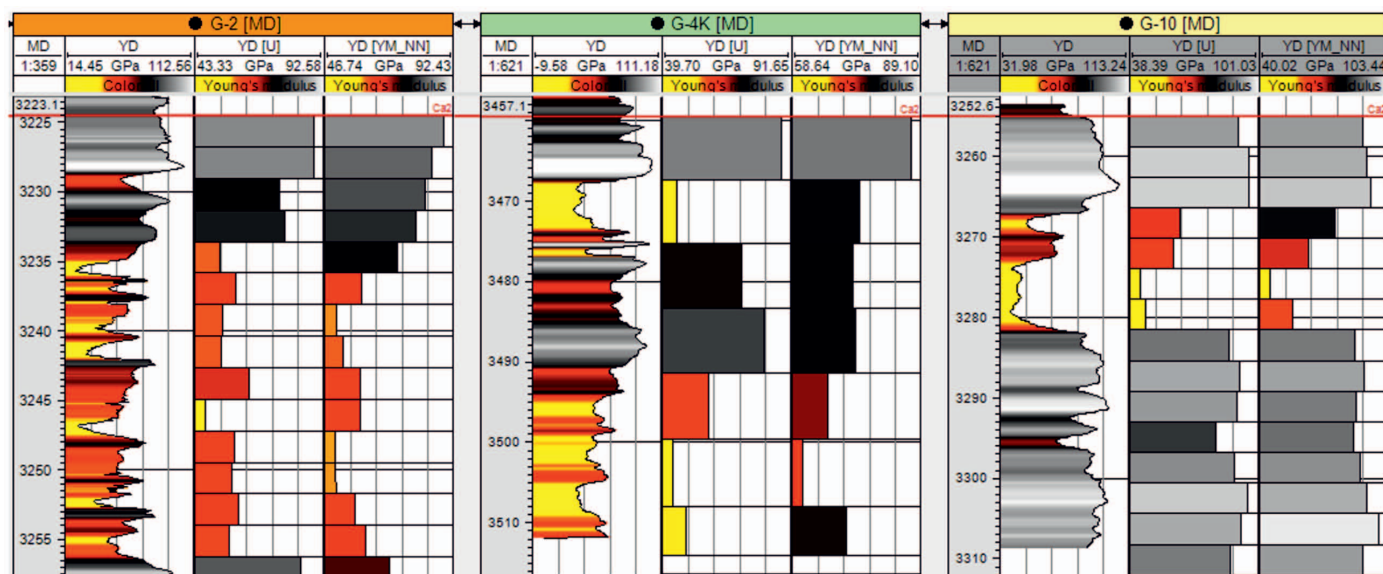 G-2 [MD]
MD YD YD [U] YD [YM_NN]
1:359 14.45 GPa 112.56 43.33 GPa 92.58 46.74 GPa 92.43
Young's modulus Young's modulus
3223.1
Ca2
3225
3230
3235
3240
3245
3250
3255
G-4K [MD]
MD YD YD [U] YD [YM_NN]
1:621 -9.58 GPa 111.18 39.70 GPa 91.65 58.64 GPa 89.10
Young's modulus Young's modulus
3457.1
Ca2
3470
3480
3490
3500
3510
G-10 [MD]
MD YD YD [U] YD [YM_NN]
1:621 31.98 GPa 113.24 38.39 GPa 101.03 40.02 GPa 103.44
Young's modulus Young's modulus
3252.6
Ca2
3260
3270
3280
3290
3300
3310